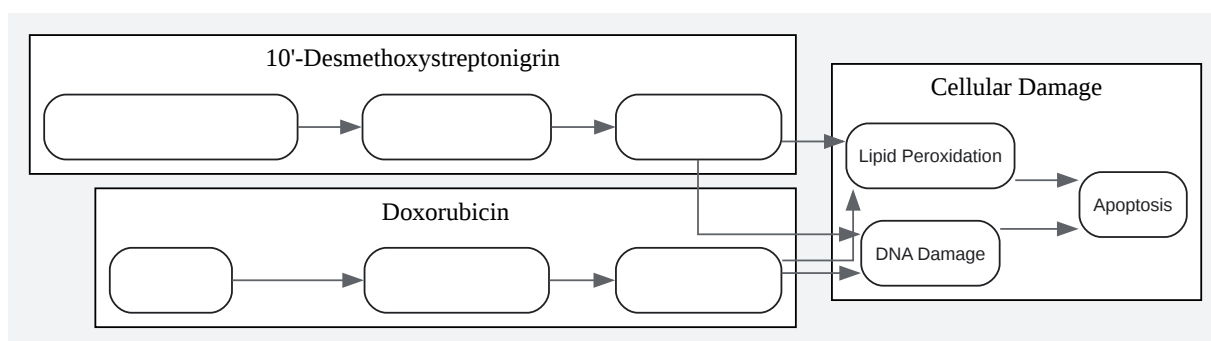 10'-Desmethoxystreptonigrin
Cellular Damage
Lipid Peroxidation
Apoptosis
Doxorubicin
DNA Damage